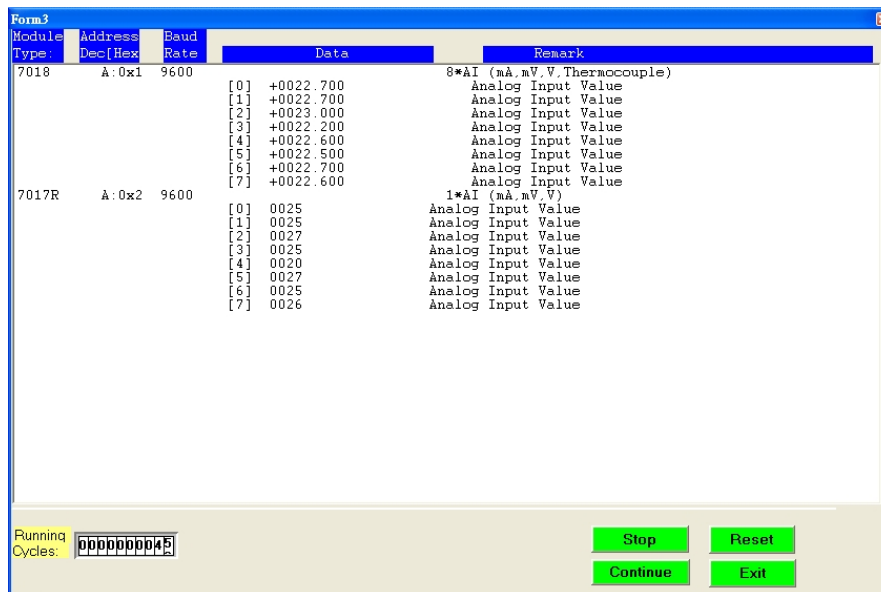 Form3
Module Address Baud
Type: Dec[Hex Rate Data Remark
7018 A:0x1 9600 8*AI (mA,mV,V,Thermocouple)
[0] +0022.700 Analog Input Value
[1] +0022.700 Analog Input Value
[2] +0023.000 Analog Input Value
[3] +0022.200 Analog Input Value
[4] +0022.600 Analog Input Value
[5] +0022.500 Analog Input Value
[6] +0022.700 Analog Input Value
[7] +0022.600 Analog Input Value
7017R A:0x2 9600 1*AI (mA,mV,V)
[0] 0025 Analog Input Value
[1] 0025 Analog Input Value
[2] 0027 Analog Input Value
[3] 0025 Analog Input Value
[4] 0020 Analog Input Value
[5] 0027 Analog Input Value
[6] 0025 Analog Input Value
[7] 0026 Analog Input Value
Running
Cycles: 0000000045
Stop Reset
Continue Exit